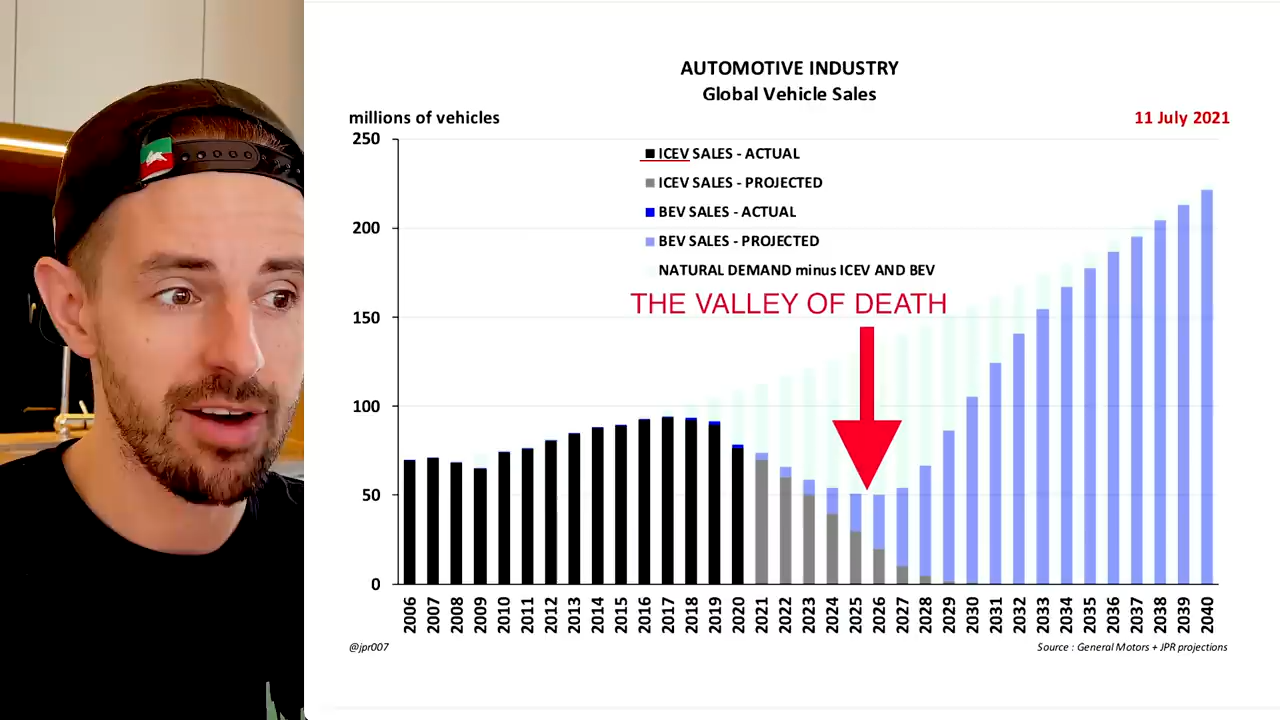 AUTOMOTIVE INDUSTRY
Global Vehicle Sales
millions of vehicles
11 July 2021
250
200
150
100
50
0
ICEV SALES - ACTUAL
ICEV SALES - PROJECTED
BEV SALES - ACTUAL
BEV SALES - PROJECTED
NATURAL DEMAND minus ICEV AND BEV
THE VALLEY OF DEATH
2006 2007 2008 2009 2010 2011 2012 2013 2014 2015 2016 2017 2018 2019 2020 2021 2022 2023 2024 2025 2026 2027 2028 2029 2030 2031 2032 2033 2034 2035 2036 2037 2038 2039 2040
@jpr007
Source : General Motors + JPR projections